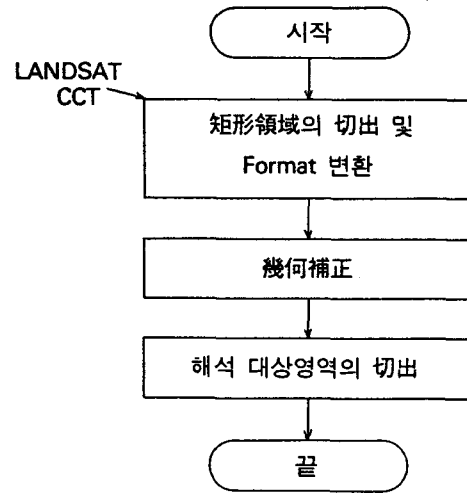 시작
LANDSAT
CCT
矩形領域의 切出 및
Format 변환
幾何補正
해석 대상영역의 切出
끝